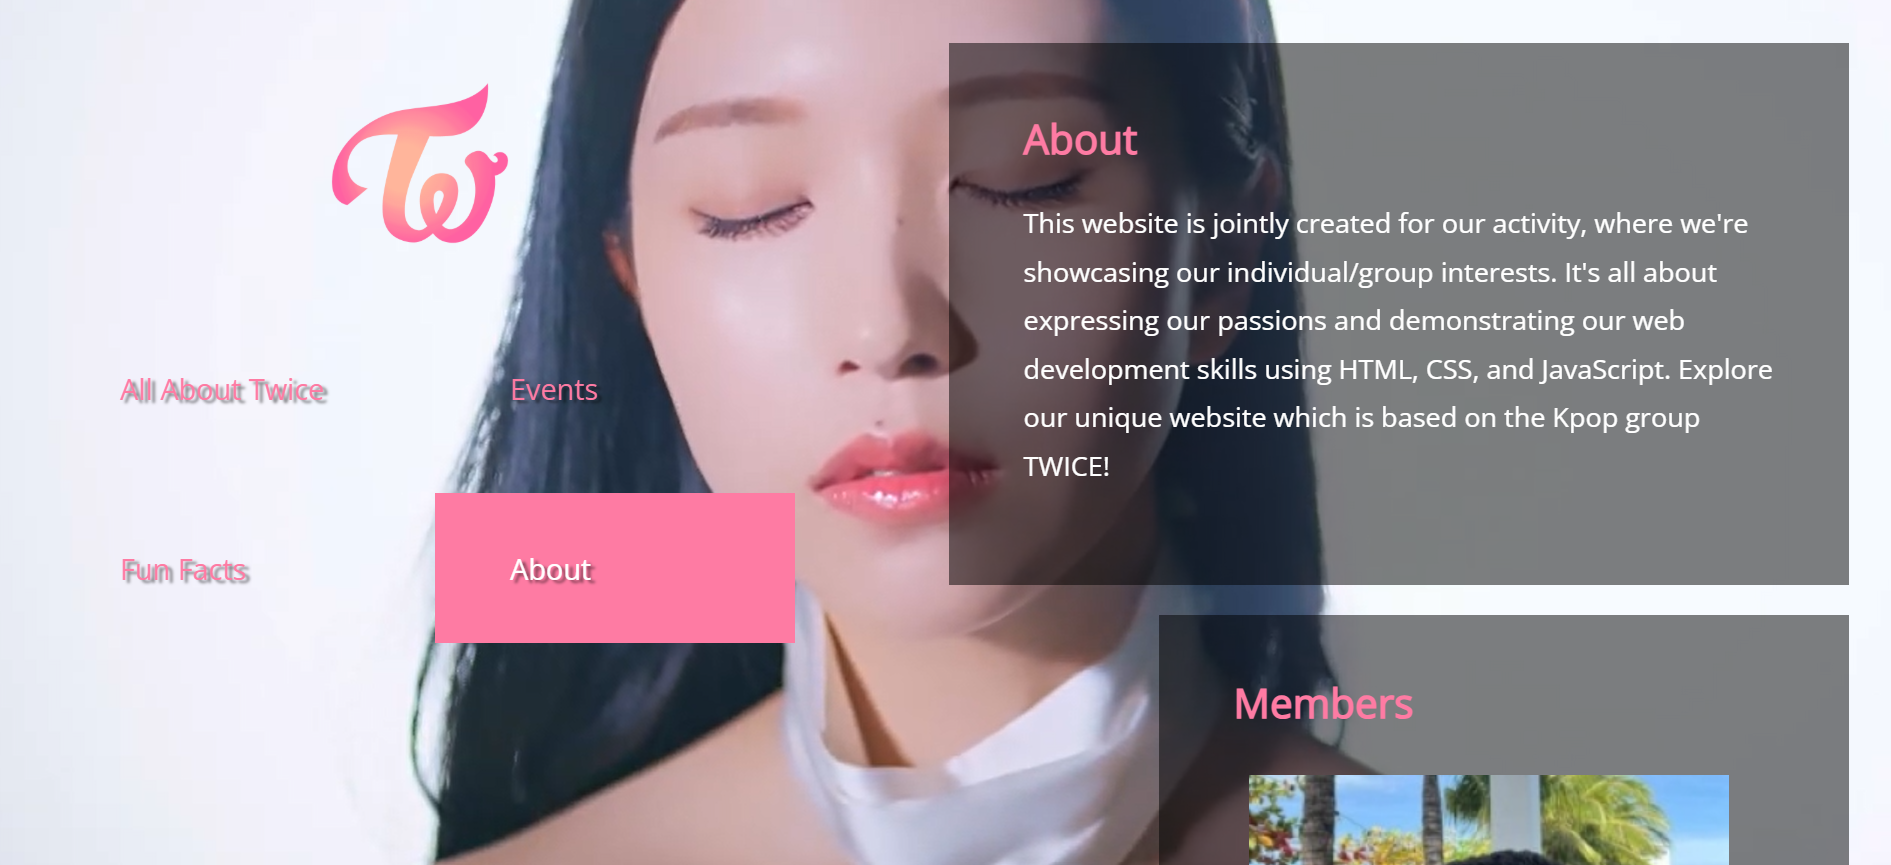 Tw
All About Twice
Events
Fun Facts
About
About
This website is jointly created for our activity, where we're
showcasing our individual/group interests. It's all about
expressing our passions and demonstrating our web
development skills using HTML, CSS, and JavaScript. Explore
our unique website which is based on the Kpop group
TWICE!
Members